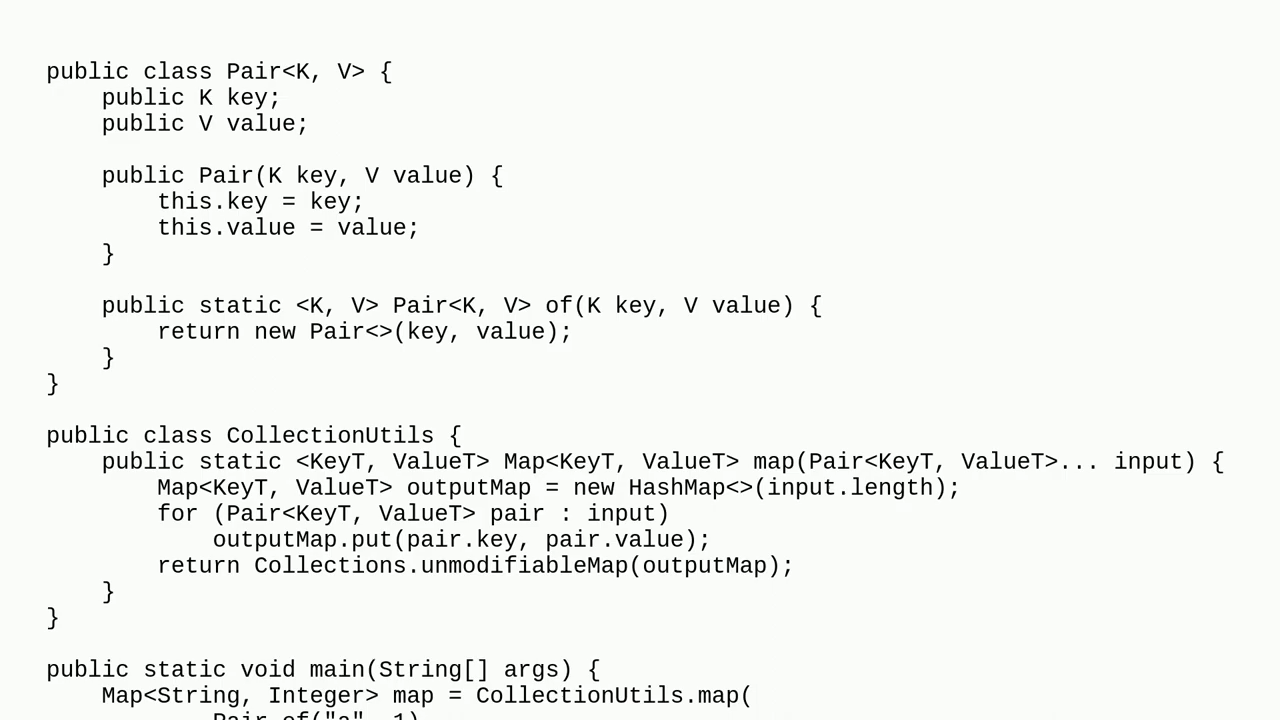 public class Pair<K, V> {
    public K key;
    public V value;

    public Pair(K key, V value) {
        this.key = key;
        this.value = value;
    }

    public static <K, V> Pair<K, V> of(K key, V value) {
        return new Pair<>(key, value);
    }
}

public class CollectionUtils {
    public static <KeyT, ValueT> Map<KeyT, ValueT> map(Pair<KeyT, ValueT>... input) {
        Map<KeyT, ValueT> outputMap = new HashMap<>(input.length);
        for (Pair<KeyT, ValueT> pair : input)
            outputMap.put(pair.key, pair.value);
        return Collections.unmodifiableMap(outputMap);
    }
}

public static void main(String[] args) {
    Map<String, Integer> map = CollectionUtils.map(
            Pair.of("a", 1)